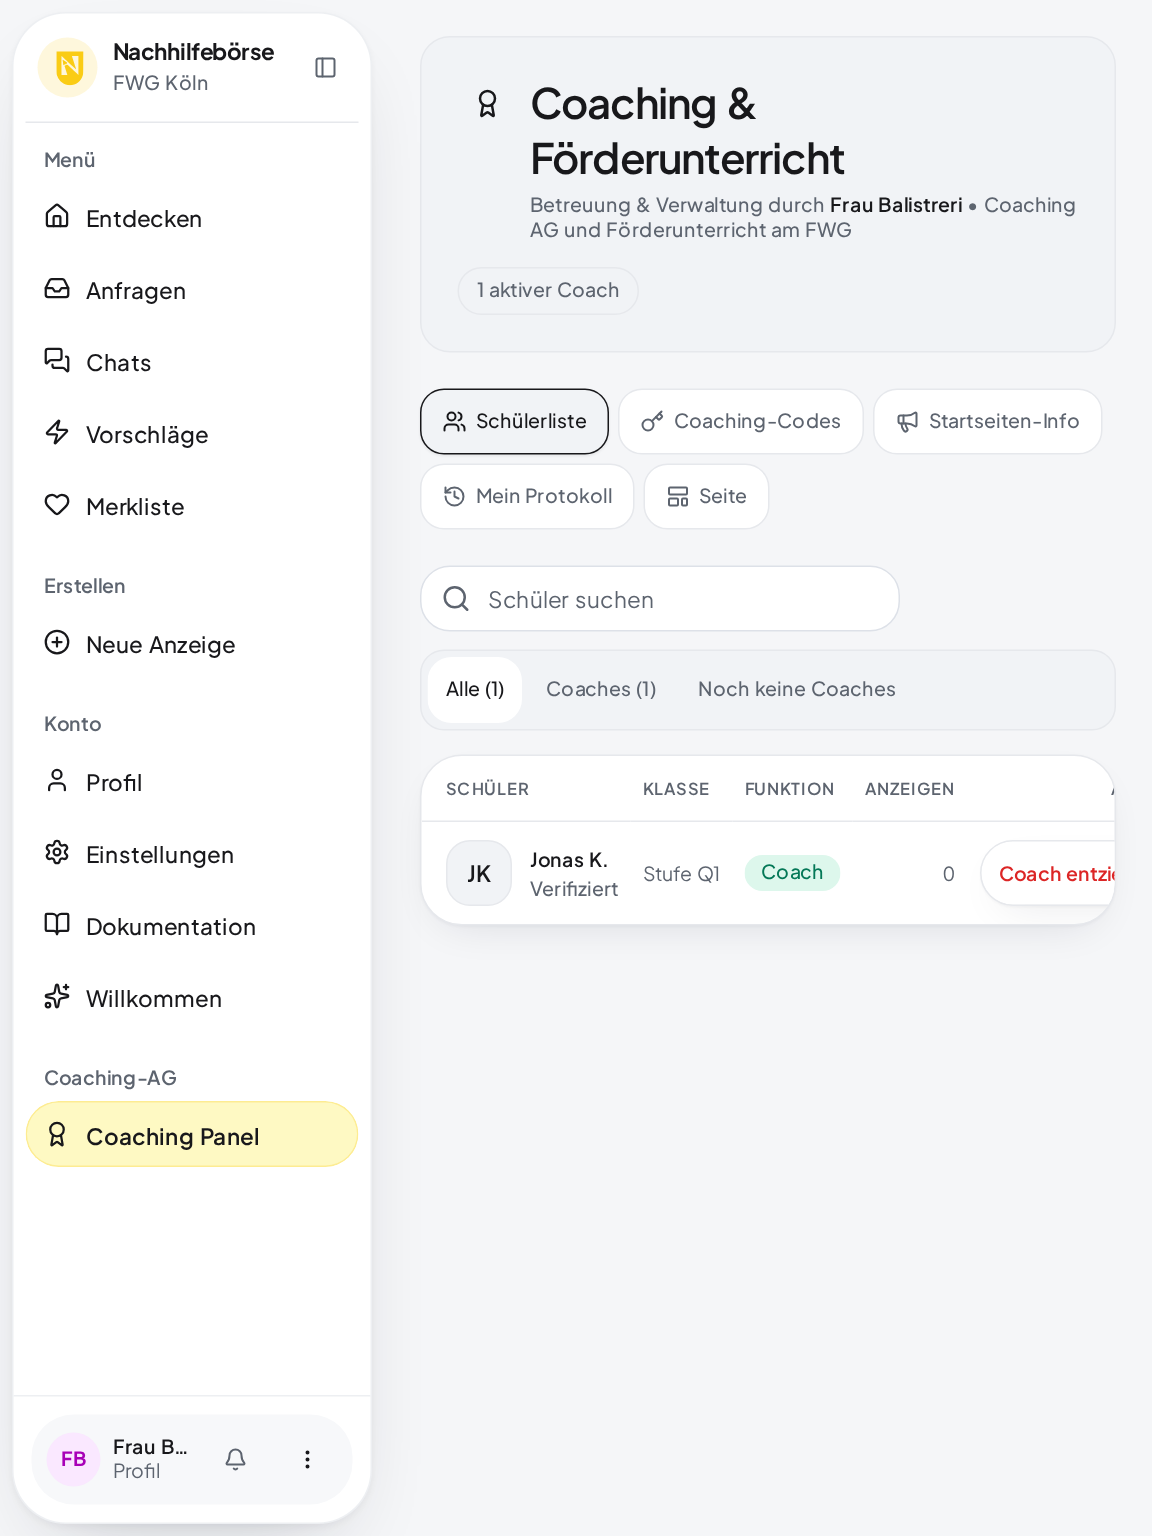 Nachhilfebörse
FWG Köln
Menü
Entdecken
Anfragen
Chats
Vorschläge
Merkliste
Erstellen
Neue Anzeige
Konto
Profil
Einstellungen
Dokumentation
Willkommen
Coaching-AG
Coaching Panel
FB
Frau B...
Profil
Coaching &
Förderunterricht
Betreuung & Verwaltung durch Frau Balistreri • Coaching
AG und Förderunterricht am FWG
1 aktiver Coach
Schülerliste
Coaching-Codes
Startseiten-Info
Mein Protokoll
Seite
Schüler suchen
Alle (1)
Coaches (1)
Noch keine Coaches
SCHÜLER KLASSE FUNKTION ANZEIGEN
JK
Jonas K.
Verifiziert
Stufe Q1
Coach
0
Coach